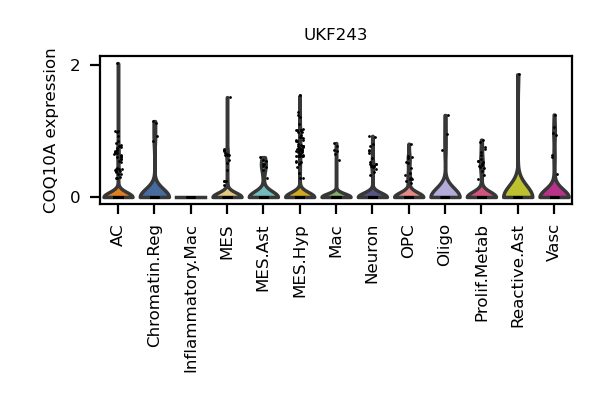 UKF243
COQ10A expression
2
0
AC
Chromatin.Reg
Inflammatory.Mac
MES
MES.Ast
MES.Hyp
Mac
Neuron
OPC
Oligo
Prolif.Metab
Reactive.Ast
Vasc